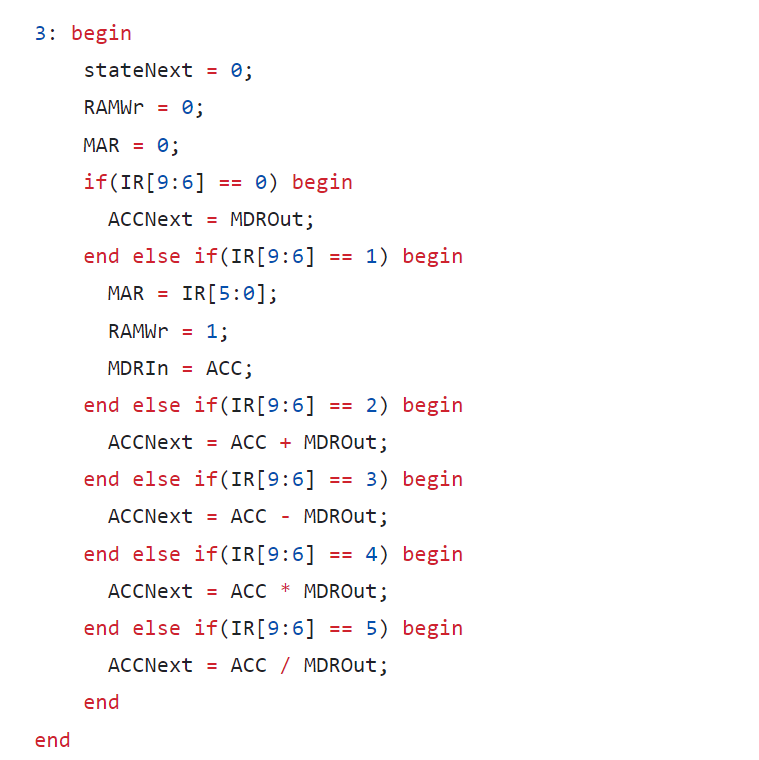 3: begin
stateNext = 0;
RAMWr = 0;
MAR = 0;
if(IR[9:6] == 0) begin
ACCNext = MDROut;
end else if(IR[9:6] == 1) begin
MAR = IR[5:0];
RAMWr = 1;
MDRIn = ACC;
end else if(IR[9:6] == 2) begin
ACCNext = ACC + MDROut;
end else if(IR[9:6] == 3) begin
ACCNext = ACC - MDROut;
end else if(IR[9:6] == 4) begin
ACCNext = ACC * MDROut;
end else if(IR[9:6] == 5) begin
ACCNext = ACC / MDROut;
end
end